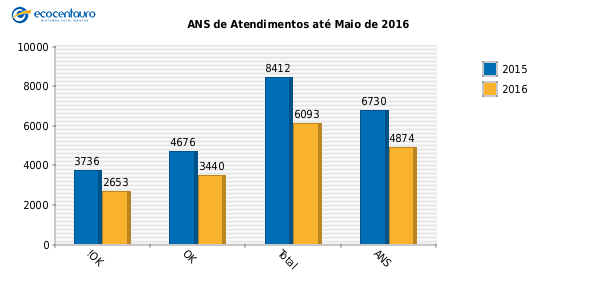 ecocentauro
ANS de Atendimentos até Maio de 2016
10000
8000
6000
4000
2000
0
3736
2653
4676
3440
8412
6093
6730
4874
!OK
OK
Total
ANS
2015
2016